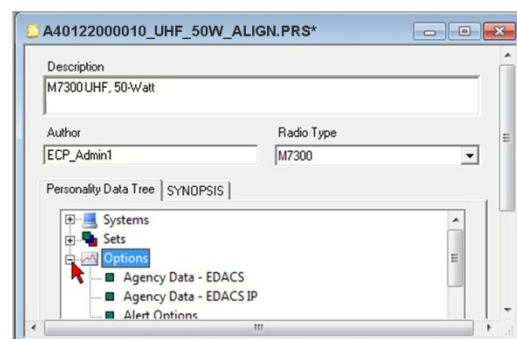 A40122000010_UHF_50W_ALIGN.PRS*
Description
M7300 UHF, 50-Watt
Author Radio Type
ECP_Admin1 M7300
Personality Data Tree SYNOPSIS
Systems
Sets
Options
Agency Data - EDACS
Agency Data - EDACS IP
Alert Options